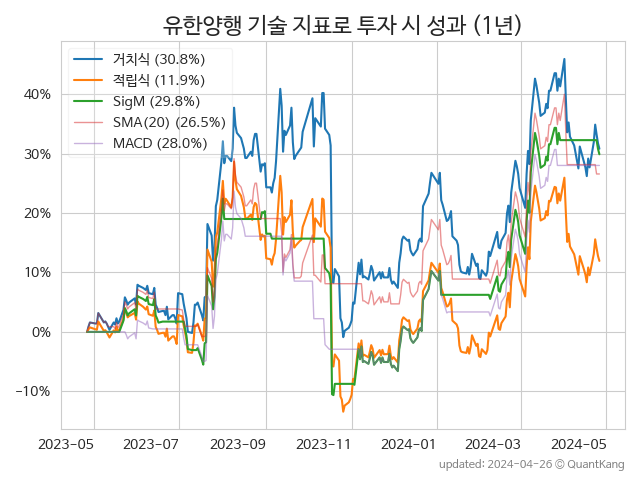 유한양행 기술 지표로 투자 시 성과 (1년)
거치식 (30.8%)
적립식 (11.9%)
SigM (29.8%)
SMA(20) (26.5%)
MACD (28.0%)
40%
30%
20%
10%
0%
−10%
2023-05 2023-07 2023-09 2023-11 2024-01 2024-03 2024-05
updated: 2024-04-26 ⓒ QuantKang